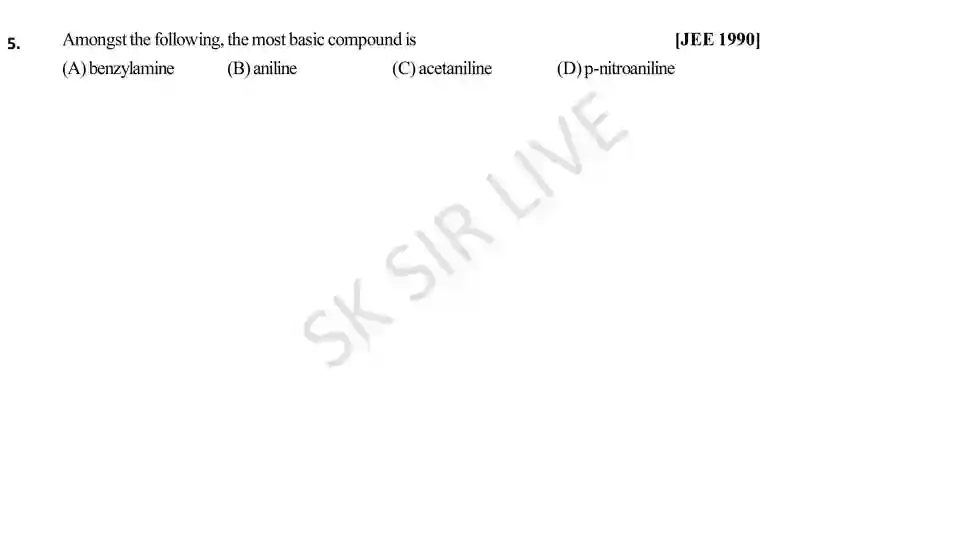 5. Amongst the following, the most basic compound is [JEE 1990]
(A) benzylamine (B) aniline (C) acetaniline (D) p-nitroaniline
SK SIR LIVE